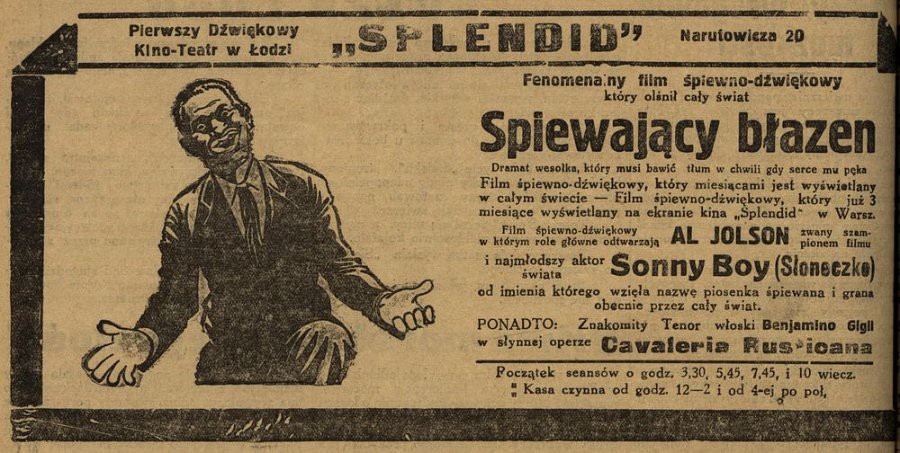 Pierwszy Dźwiękowy
Kino-Teatr w Łodzi
„SPLENDID”
Narutowicza 20
Fenomenalny film śpiewno-dźwiękowy
który olśnił cały świat
Spiewający błazen
Dramat wesołka, który musi bawić tłum w chwili gdy serce mu pęka
Film śpiewno-dźwiękowy, który miesiącami jest wyświetlany
w całym świecie — Film śpiewno-dźwiękowy, który już 3
miesiące wyświetlany na ekranie kina „Splendid” w Warsz.
Film śpiewno-dźwiękowy
w którym role główne odtwarzają
AL JOLSON
zwany szam-
pionem filmu
i najmłodszy aktor
świata
Sonny Boy (Słoneczko)
od imienia którego wzięła nazwę piosenka śpiewana i grana
obecnie przez cały świat.
PONADTO: Znakomity Tenor włoski Benjamino Gigli
w słynnej operze Cavaleria Rusticana
Początek seansów o godz. 3,30, 5,45, 7,45, i 10 wiecz.
Kasa czynna od godz. 12—2 i od 4-ej po poł,